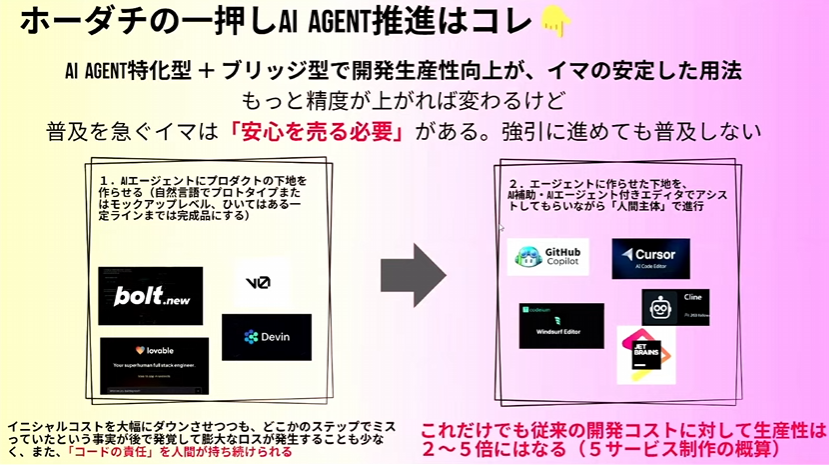 ホーダチの一押しAI AGENT推進はコレ👇
AI AGENT特化型 + ブリッジ型で開発生産性向上が、イマの安定した用法
もっと精度が上がれば変わるけど
普及を急ぐイマは「安心を売る必要」がある。強引に進めても普及しない
1. AIエージェントにプロダクトの下地を
作らせる（自然言語でプロトタイプまた
はモックアップレベル、ひいてはある一
定ラインまでは完成品にする）
bolt.new
v0
Devin
lovable
Your superhuman full stack engineer.
2. エージェントに作らせた下地を、
AI補助・AIエージェント付きエディタでアシス
トしてもらいながら「人間主体」で進行
GitHub
Copilot
Cursor
AI Code Editor
codeium
Windsurf Editor
Cline
JET
BRAINS
イニシャルコストを大幅にダウンさせつつも、どこかのステップでミス
っていたという事実が後で発覚して膨大なロスが発生することも少な
く、また、「コードの責任」を人間が持ち続けられる
これだけでも従来の開発コストに対して生産性は
2〜5倍にはなる（5サービス制作の概算）